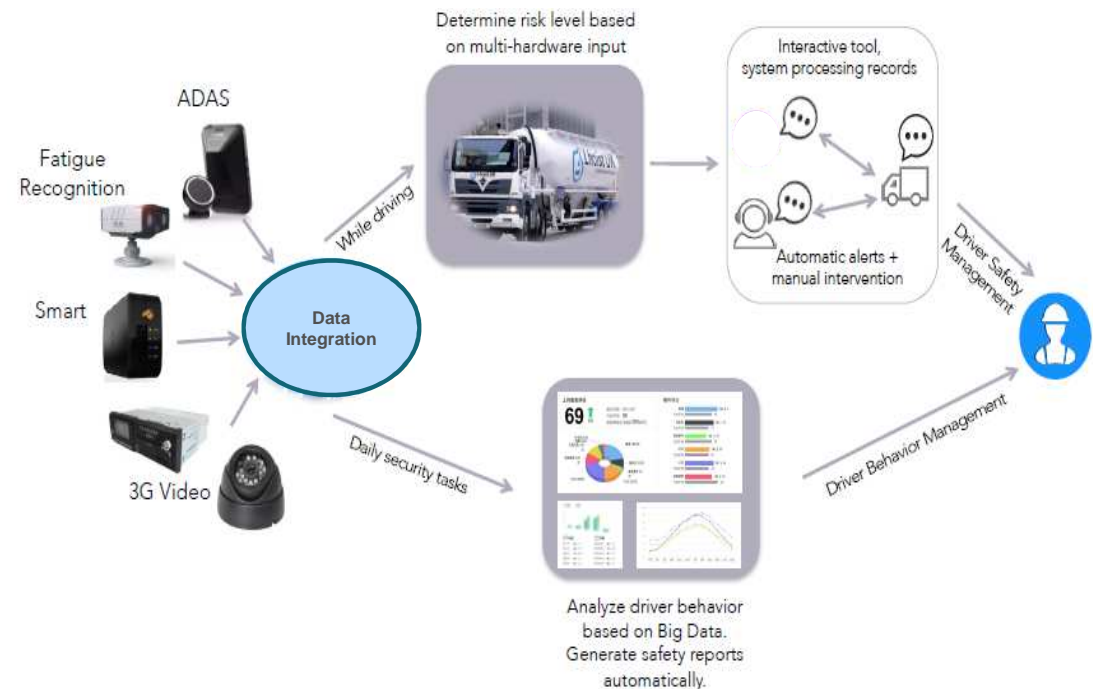 Determine risk level based
on multi-hardware input
Interactive tool,
system processing records
ADAS
Fatigue
Recognition
Smart
3G Video
Data
Integration
While driving
Automatic alerts +
manual intervention
Driver Safety
Management
Daily security tasks
69
Driver Behavior Management
Analyze driver behavior
based on Big Data.
Generate safety reports
automatically.